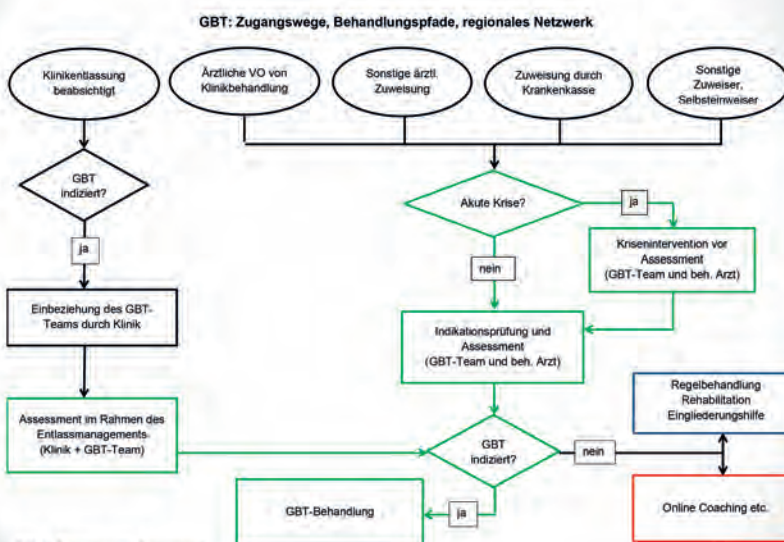 GBT: Zugangswege, Behandlungspfade, regionales Netzwerk
Klinikentlassung
beabsichtigt
Ärztliche VO von
Klinikbehandlung
Sonstige ärztl.
Zuweisung
Zuweisung durch
Krankenkasse
Sonstige
Zuweiser,
Selbsteinweiser
GBT
indiziert?
ja
Einbeziehung des GBT-
Teams durch Klinik
Assessment im Rahmen des
Entlassmanagements
(Klinik + GBT-Team)
Akute Krise?
ja
Krisenintervention vor
Assessment
(GBT-Team und beh. Arzt)
nein
Indikationsprüfung und
Assessment
(GBT-Team und beh. Arzt)
GBT
indiziert?
nein
Regelbehandlung
Rehabilitation
Eingliederungshilfe
Online Coaching etc.
ja
GBT-Behandlung